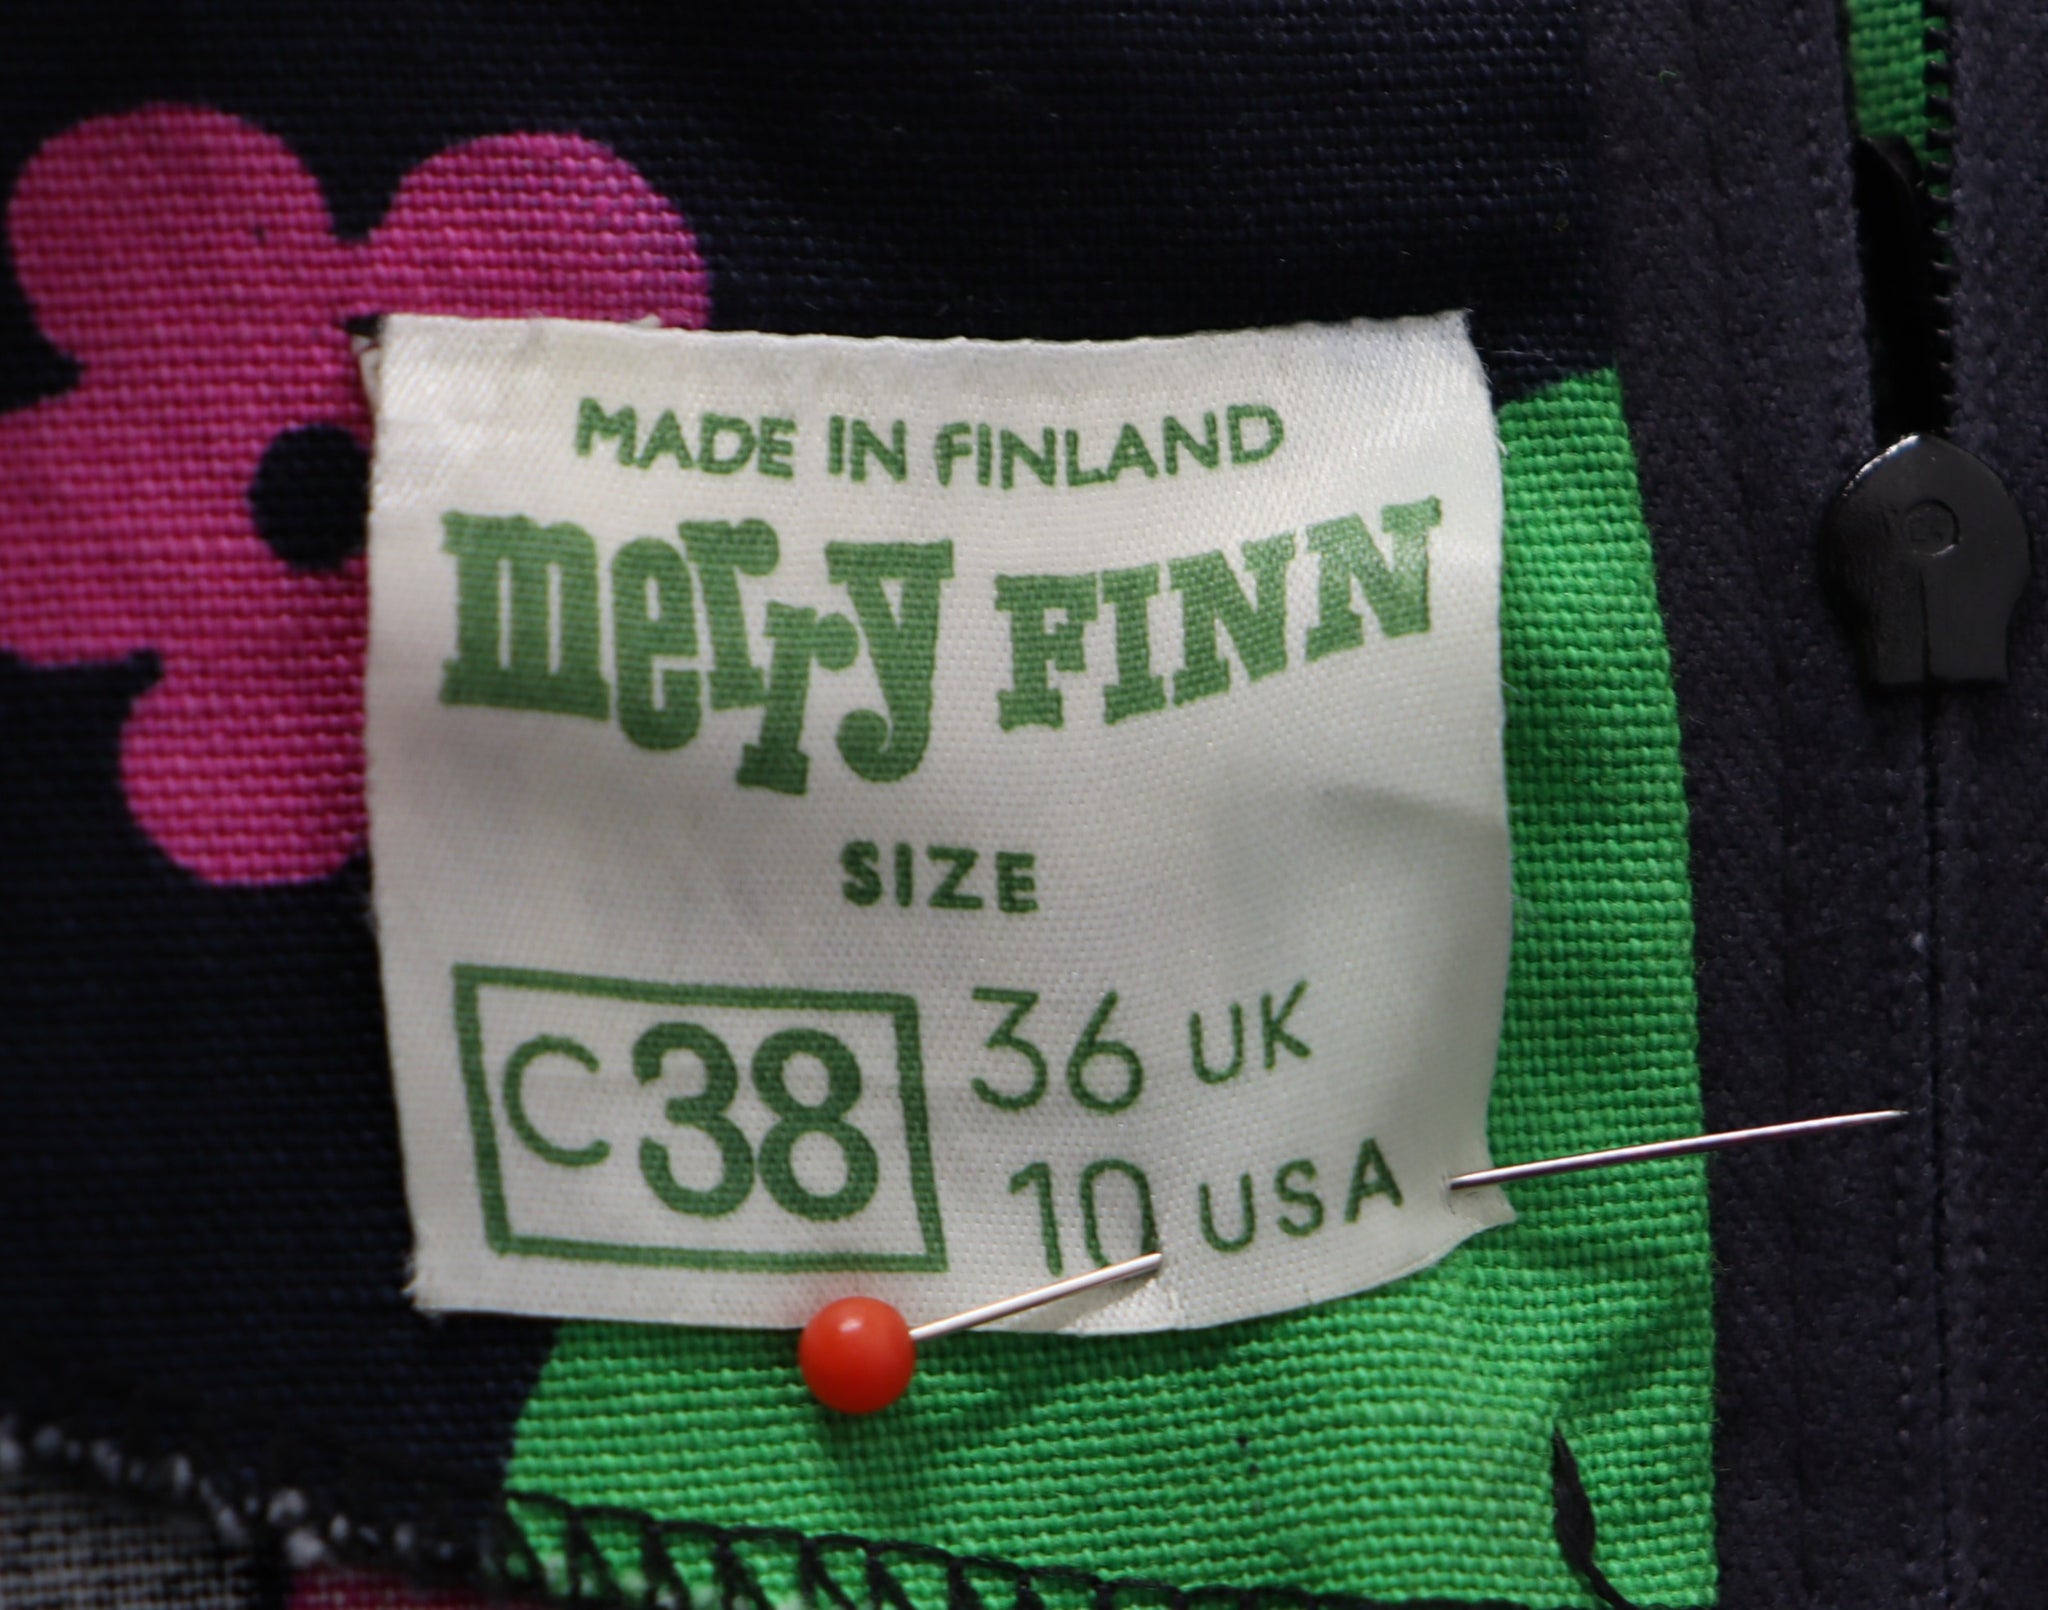 MADE IN FINLAND
merry FINN
SIZE
C38 36 UK
10 USA